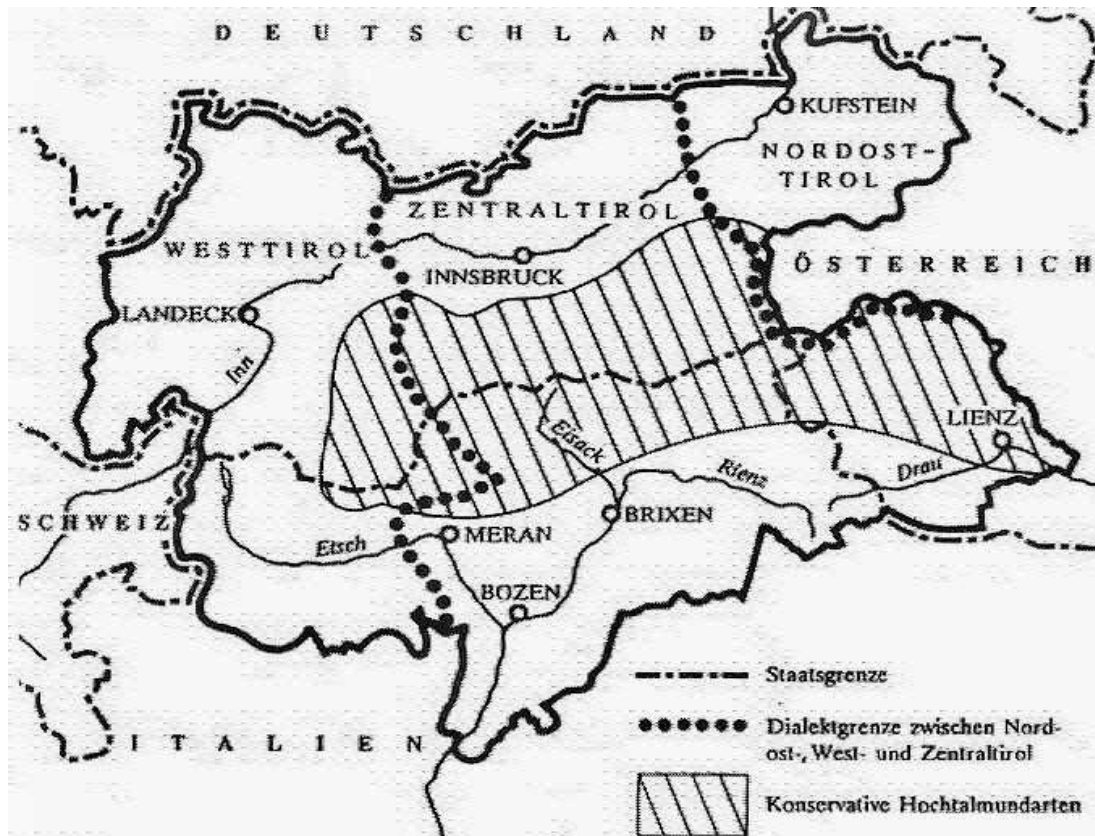 DEUTSCHLAND
KUFSTEIN
NORDOST-
TIROL
ZENTRALTIROL
WESTTIROL
INNSBRUCK
ÖSTERREICH
LANDECK
Inn
LIENZ
Eisack
Rienz
Drau
SCHWEIZ
BRIXEN
MERAN
Etsch
BOZEN
ITALIEN
Staatsgrenze
Dialektgrenze zwischen Nord-
ost-, West- und Zentraltirol
Konservative Hochtalmundarten